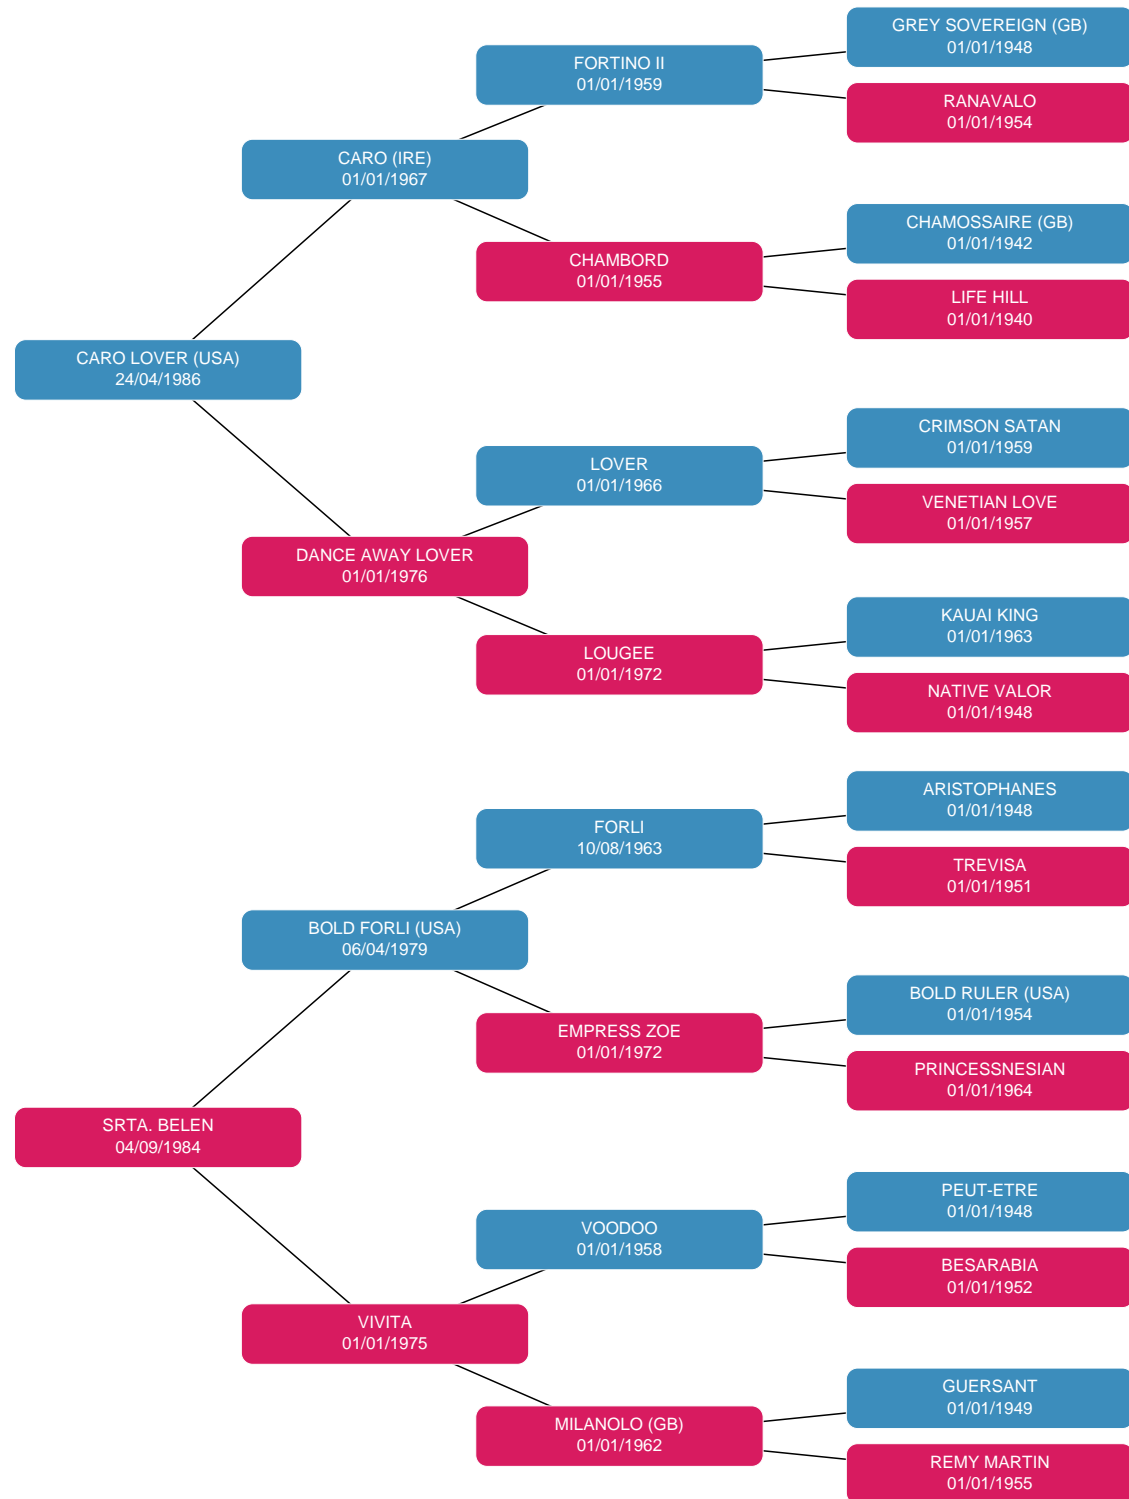 GREY SOVEREIGN (GB)
01/01/1948
FORTINO II
01/01/1959
RANAVALO
01/01/1954
CARO (IRE)
01/01/1967
CHAMOSSAIRE (GB)
01/01/1942
CHAMBORD
01/01/1955
LIFE HILL
01/01/1940
CARO LOVER (USA)
24/04/1986
CRIMSON SATAN
01/01/1959
LOVER
01/01/1966
VENETIAN LOVE
01/01/1957
DANCE AWAY LOVER
01/01/1976
KAUAI KING
01/01/1963
LOUGEE
01/01/1972
NATIVE VALOR
01/01/1948
ARISTOPHANES
01/01/1948
FORLI
10/08/1963
TREVISA
01/01/1951
BOLD FORLI (USA)
06/04/1979
BOLD RULER (USA)
01/01/1954
EMPRESS ZOE
01/01/1972
PRINCESSNESIAN
01/01/1964
SRTA. BELEN
04/09/1984
PEUT-ETRE
01/01/1948
VOODOO
01/01/1958
BESARABIA
01/01/1952
VIVITA
01/01/1975
GUERSANT
01/01/1949
MILANOLO (GB)
01/01/1962
REMY MARTIN
01/01/1955